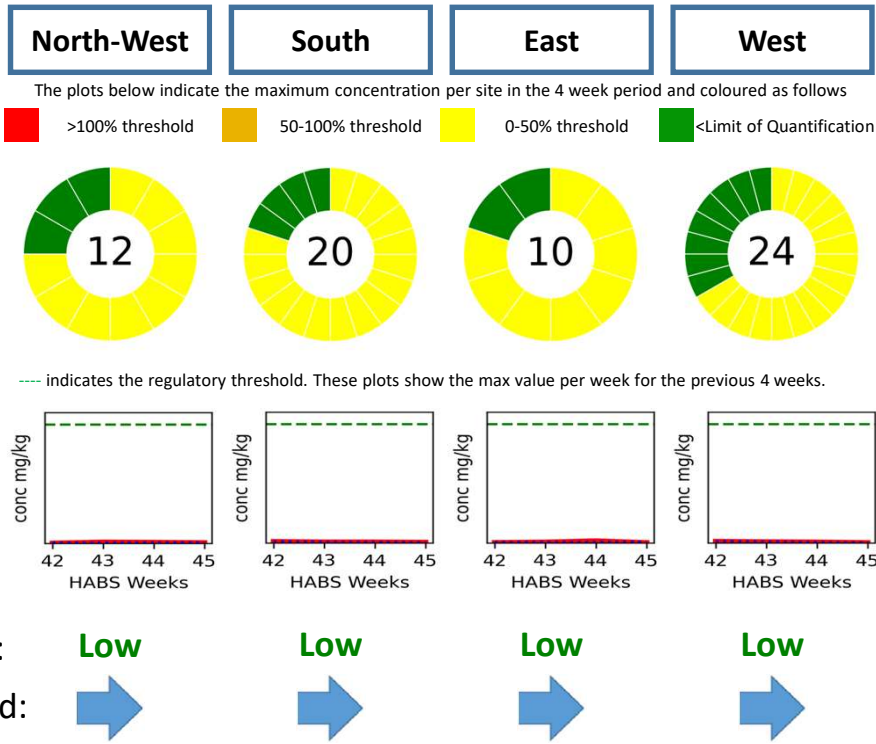 North-West South East West
The plots below indicate the maximum concentration per site in the 4 week period and coloured as follows
>100% threshold 50-100% threshold 0-50% threshold <Limit of Quantification
12 20 10 24
---- indicates the regulatory threshold. These plots show the max value per week for the previous 4 weeks.
conc mg/kg conc mg/kg conc mg/kg conc mg/kg
42 43 44 45 42 43 44 45 42 43 44 45 42 43 44 45
HABS Weeks HABS Weeks HABS Weeks HABS Weeks
: Low Low Low Low
d: